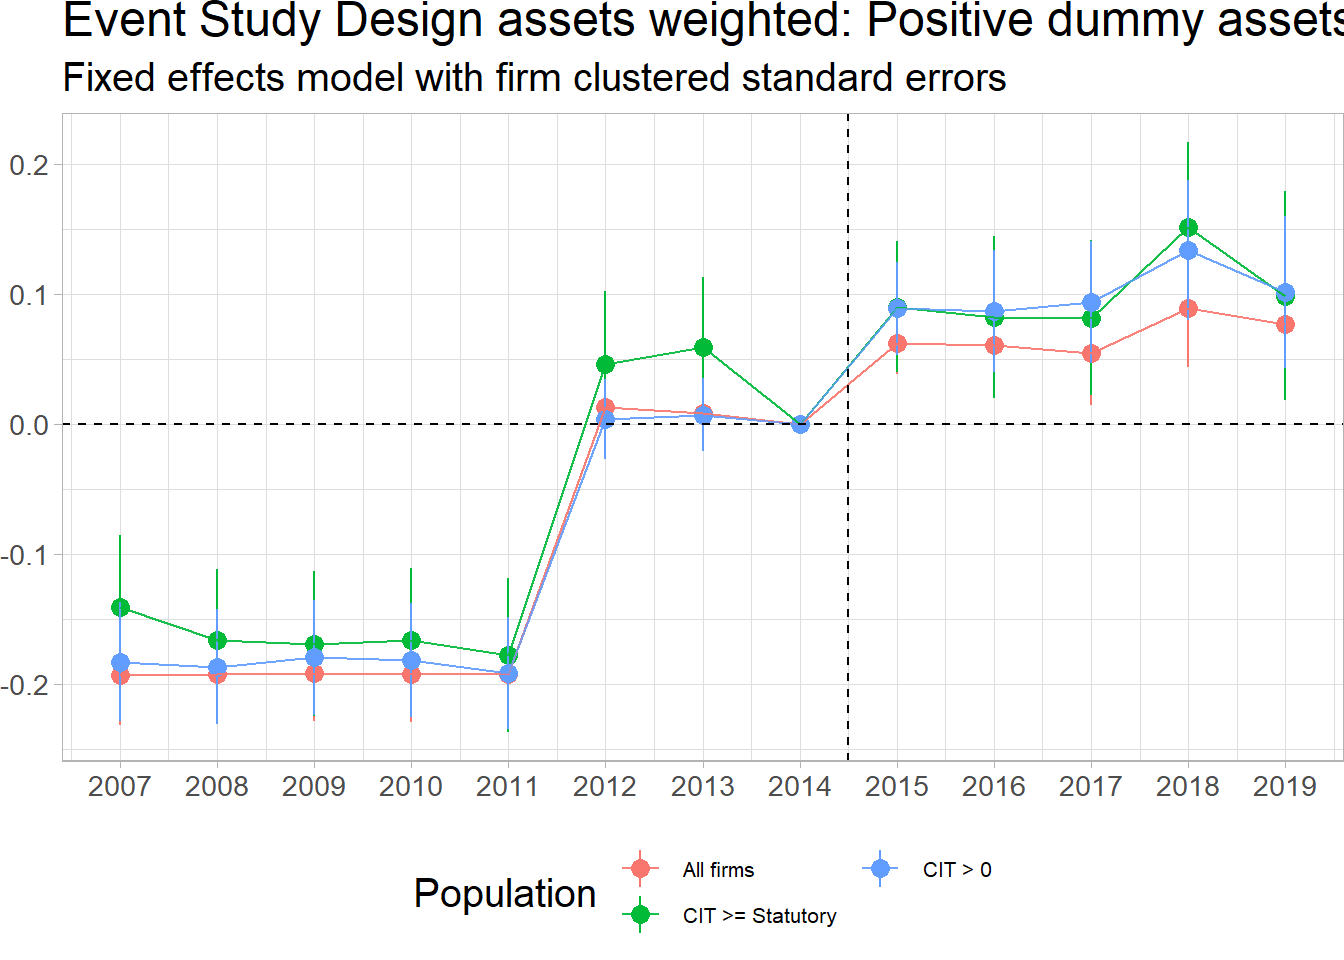 Event Study Design assets weighted: Positive dummy assets
Fixed effects model with firm clustered standard errors
0.2
0.1
0.0
-0.1
-0.2
2007 2008 2009 2010 2011 2012 2013 2014 2015 2016 2017 2018 2019
Population
All firms
CIT >= Statutory
CIT > 0